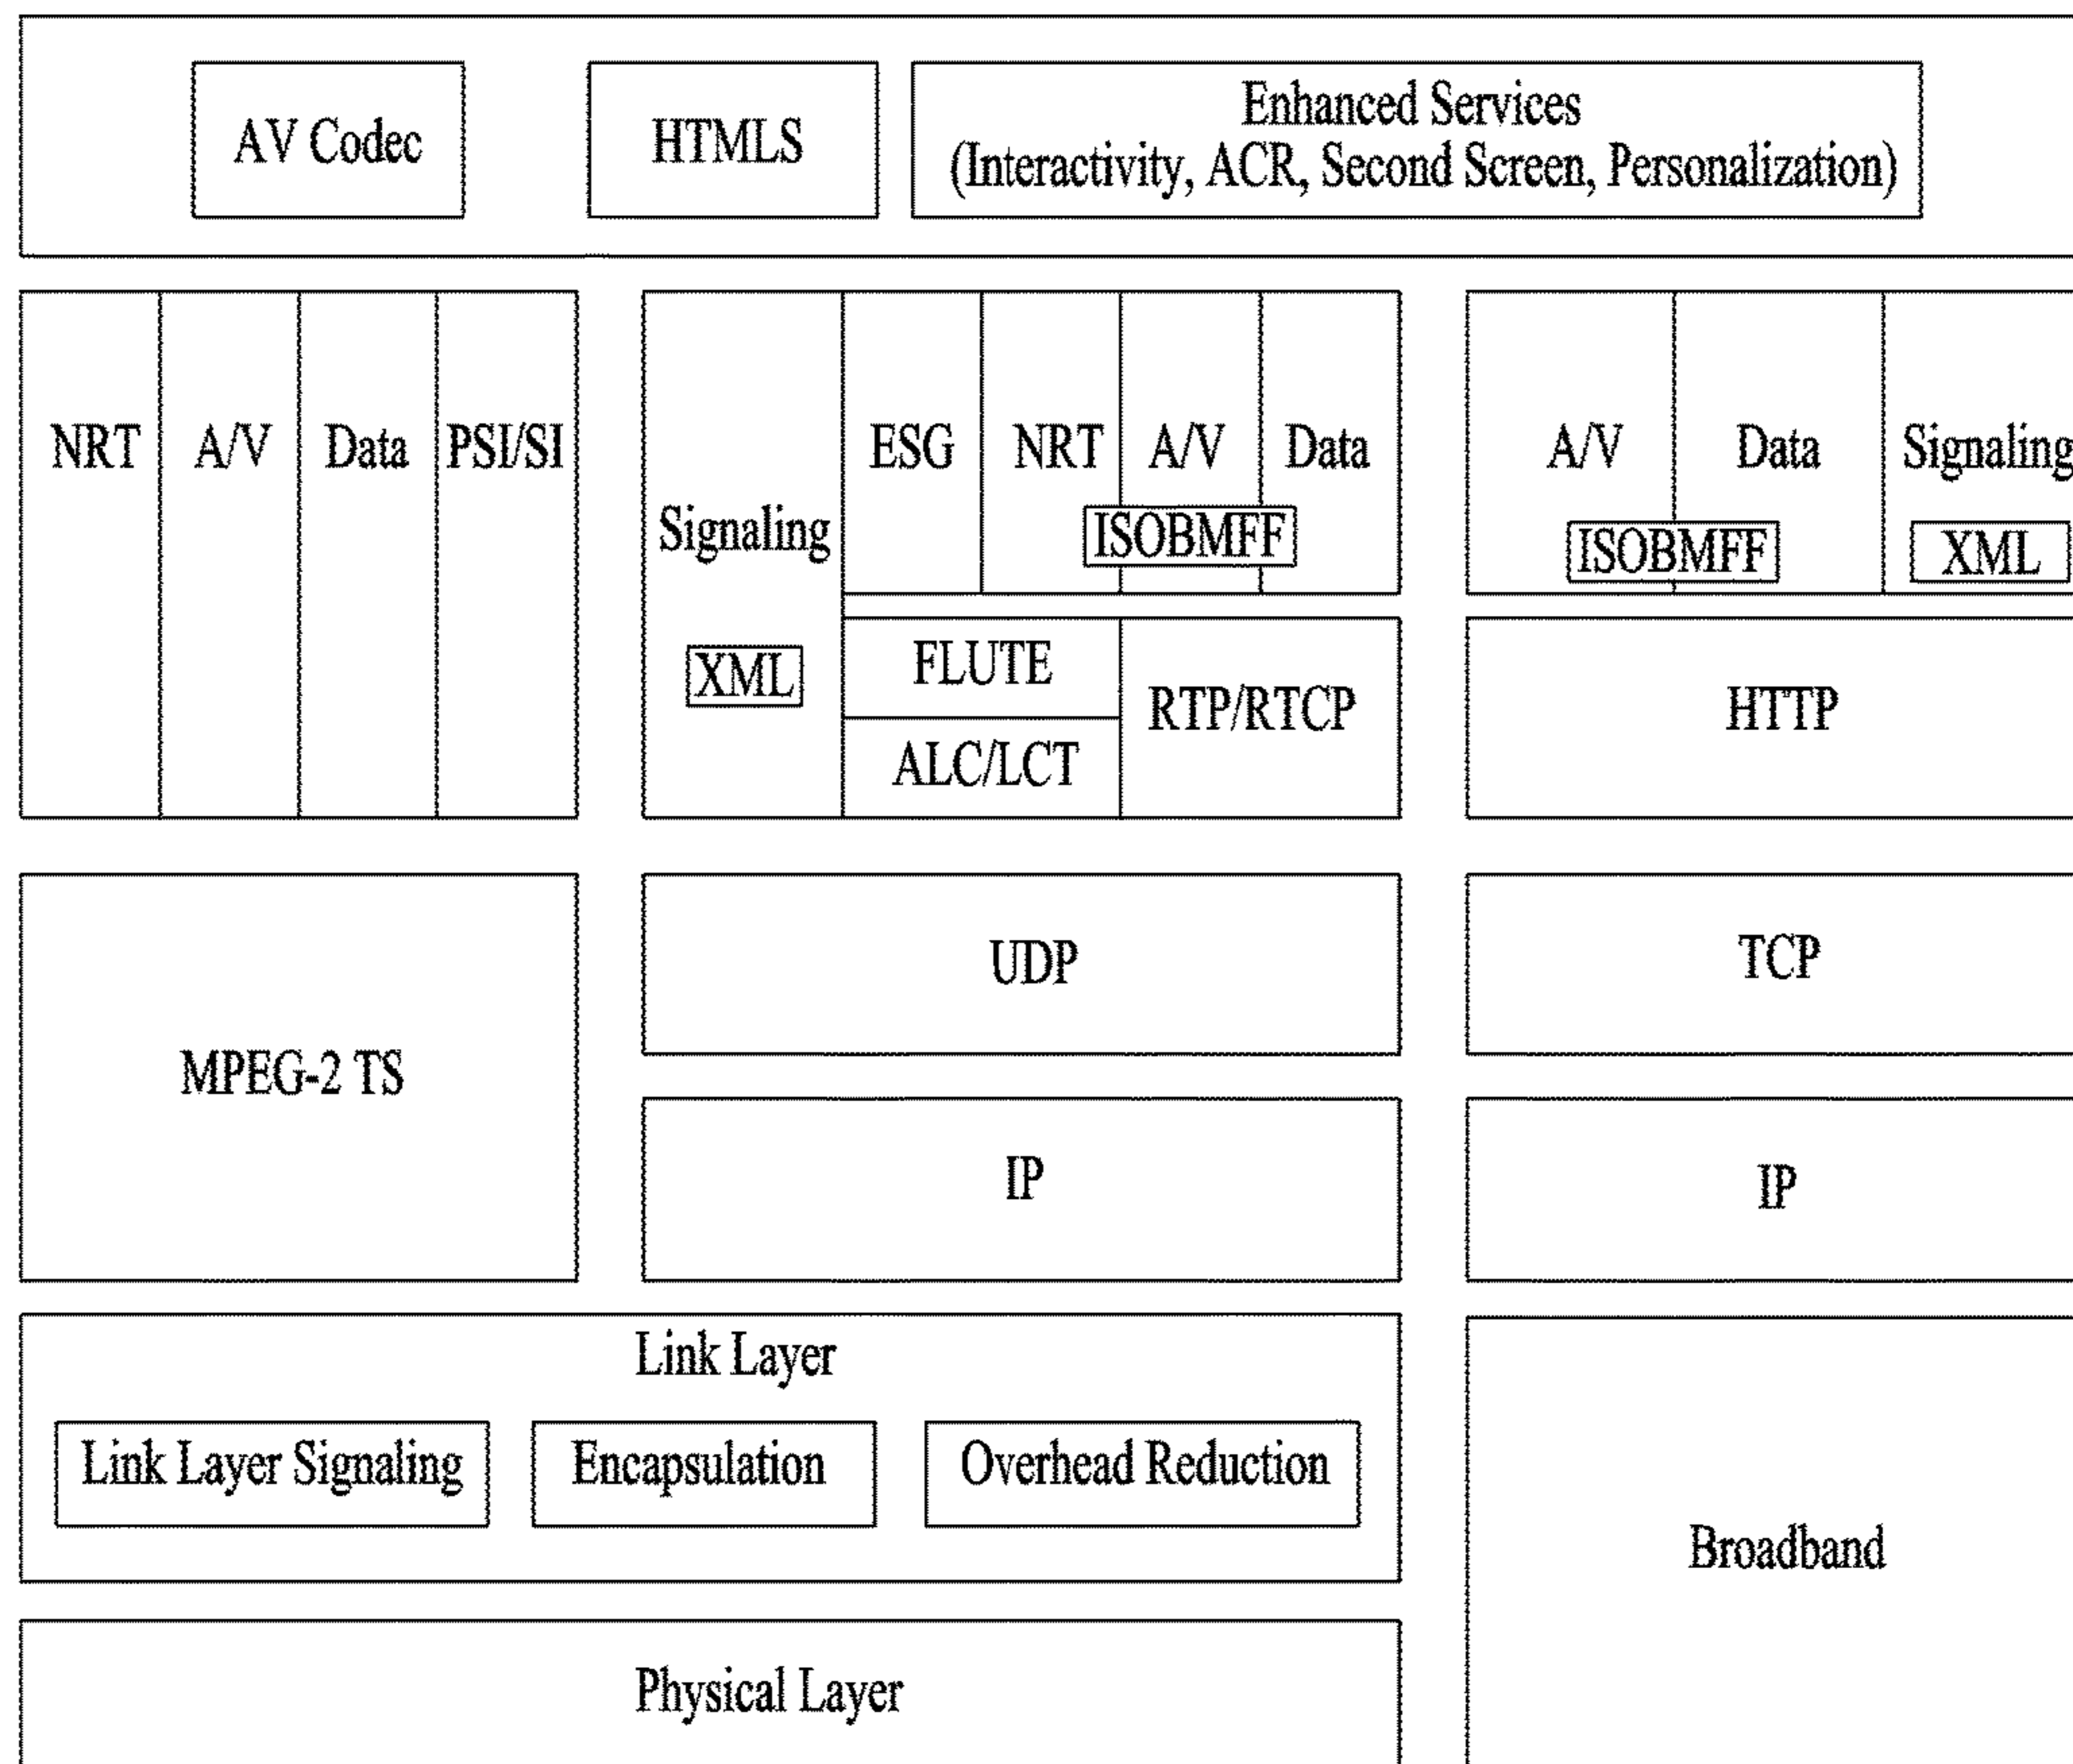 AV Codec
HTMLS
Enhanced Services
(Interactivity, ACR, Second Screen, Personalization)
NRT
A/V
Data
PSI/SI
Signaling
XML
ESG
NRT
A/V
Data
ISOBMFF
FLUTE
ALC/LCT
RTP/RTCP
A/V
Data
Signaling
ISOBMFF
XML
HTTP
MPEG-2 TS
UDP
TCP
IP
IP
Link Layer
Link Layer Signaling
Encapsulation
Overhead Reduction
Broadband
Physical Layer